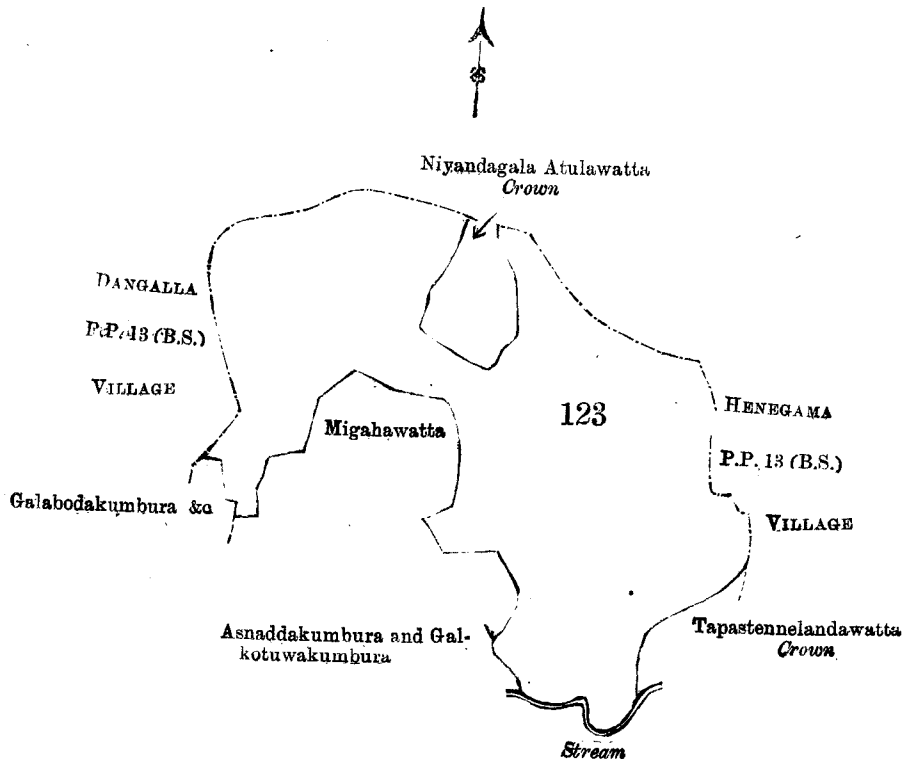 Niyandagala Atulawatta
Crown
DANGALLA
P.P. 13 (B.S.)
VILLAGE
123
HENEGAMA
P.P. 13 (B.S.)
VILLAGE
Migahawatta
Galabodakumbura &c
Asnaddakumbura and Gal-
kotuwakumbura
Tapastennelandawatta
Crown
Stream